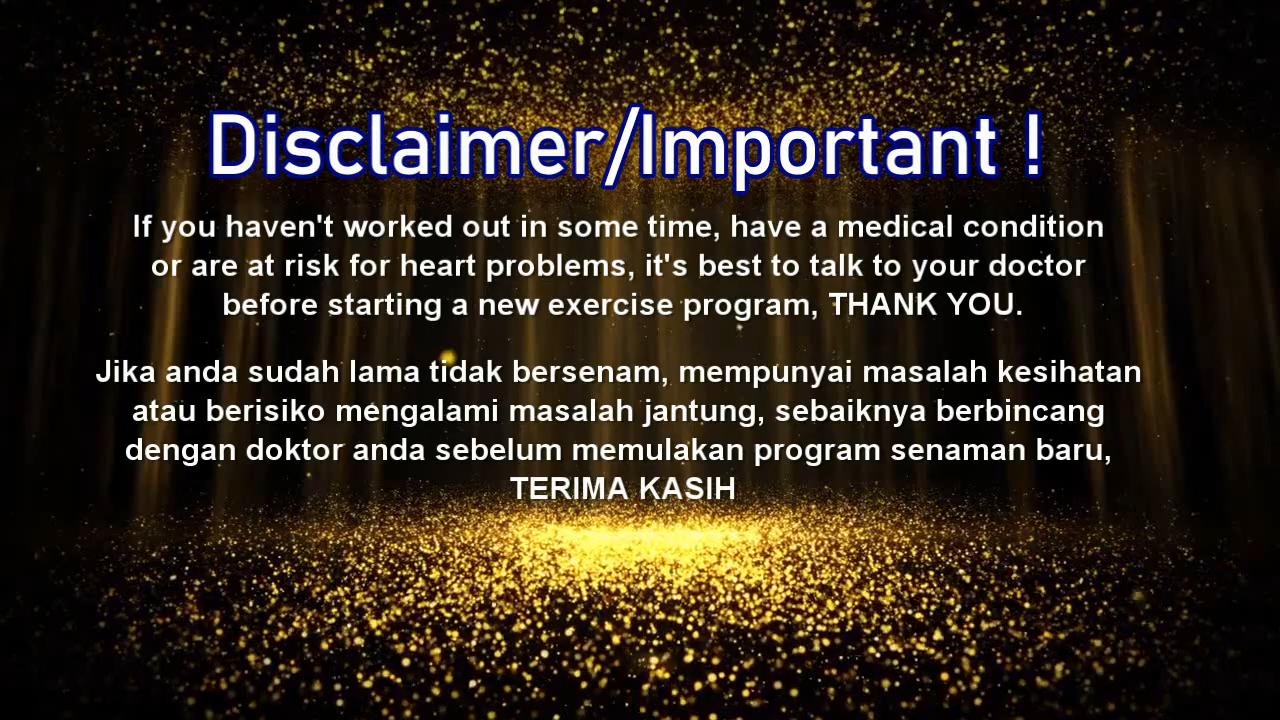 Disclaimer/Important !
If you haven't worked out in some time, have a medical condition
or are at risk for heart problems, it's best to talk to your doctor
before starting a new exercise program, THANK YOU.
Jika anda sudah lama tidak bersenam, mempunyai masalah kesihatan
atau berisiko mengalami masalah jantung, sebaiknya berbincang
dengan doktor anda sebelum memulakan program senaman baru,
TERIMA KASIH